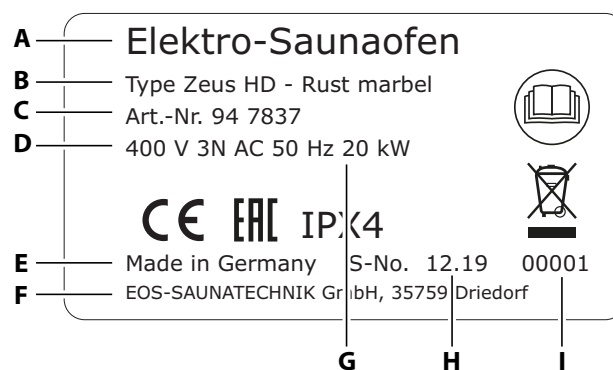 A Elektro-Saunaofen
B Type Zeus HD - Rust marbel
C Art.-Nr. 94 7837
D 400 V 3N AC 50 Hz 20 kW
CE EAC IPX4
E Made in Germany S-No. 12.19 00001
F EOS-SAUNATECHNIK GmbH, 35759 Driedorf
G H I